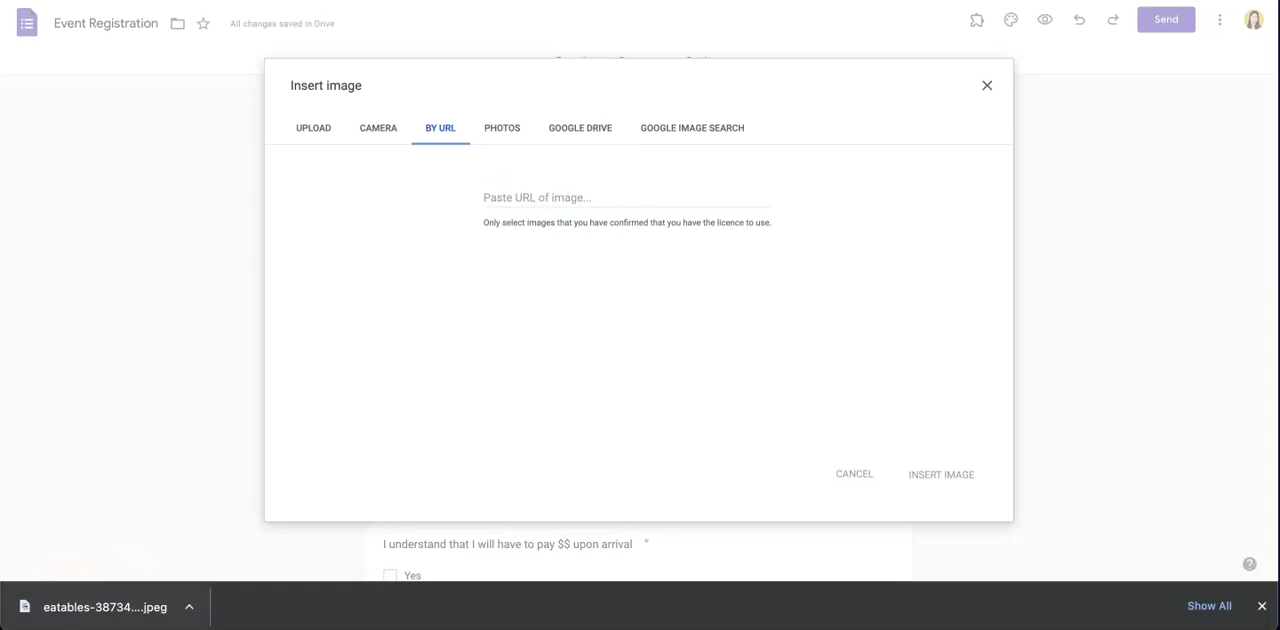 Event Registration
All changes saved in Drive
Send
Insert image
UPLOAD
CAMERA
BY URL
PHOTOS
GOOGLE DRIVE
GOOGLE IMAGE SEARCH
Paste URL of image...
Only select images that you have confirmed that you have the licence to use.
CANCEL
INSERT IMAGE
I understand that I will have to pay $$ upon arrival *
Yes
eatables-38734....jpeg
Show All